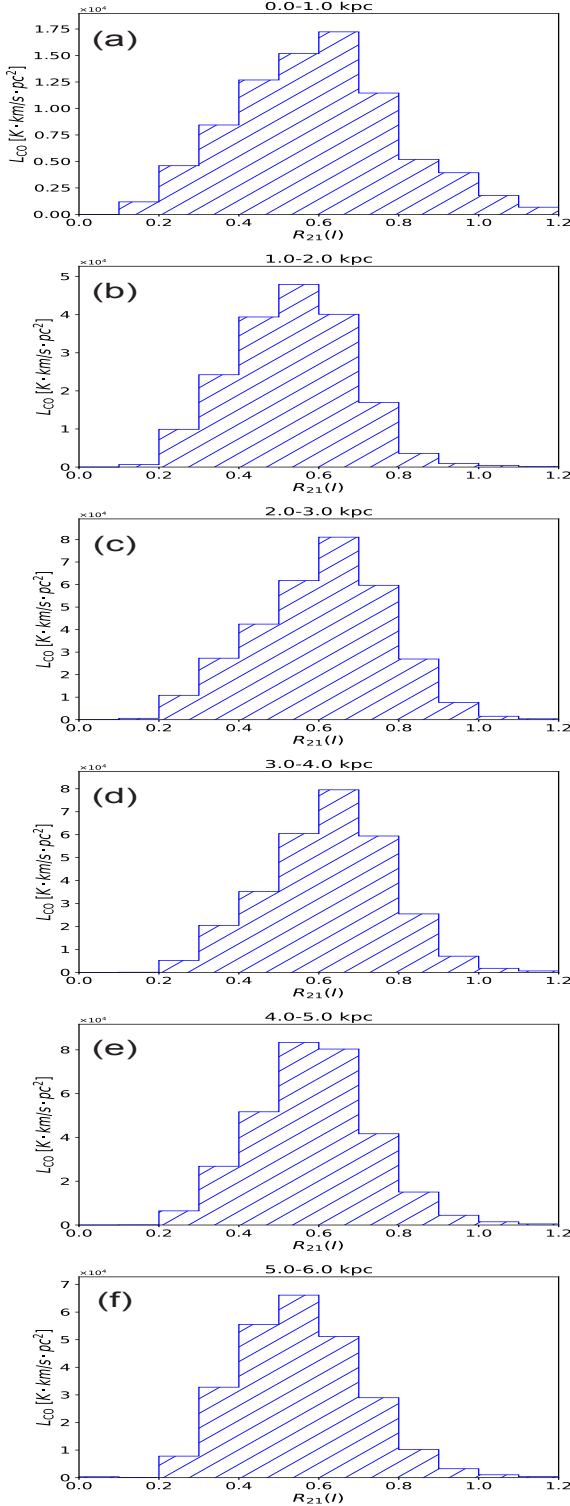 0.0-1.0 kpc
×10⁴
(a)
1.75
1.50
1.25
1.00
0.75
0.50
0.25
0.00
L_CO [K·km/s·pc²]
0.0 0.2 0.4 0.6 0.8 1.0 1.2
R₂₁(I)
1.0-2.0 kpc
×10⁴
(b)
5
4
3
2
1
0
L_CO [K·km/s·pc²]
0.0 0.2 0.4 0.6 0.8 1.0 1.2
R₂₁(I)
2.0-3.0 kpc
×10⁴
(c)
8
7
6
5
4
3
2
1
0
L_CO [K·km/s·pc²]
0.0 0.2 0.4 0.6 0.8 1.0 1.2
R₂₁(I)
3.0-4.0 kpc
×10⁴
(d)
8
7
6
5
4
3
2
1
0
L_CO [K·km/s·pc²]
0.0 0.2 0.4 0.6 0.8 1.0 1.2
R₂₁(I)
4.0-5.0 kpc
×10⁴
(e)
8
6
4
2
0
L_CO [K·km/s·pc²]
0.0 0.2 0.4 0.6 0.8 1.0 1.2
R₂₁(I)
5.0-6.0 kpc
×10⁴
(f)
7
6
5
4
3
2
1
0
L_CO [K·km/s·pc²]
0.0 0.2 0.4 0.6 0.8 1.0 1.2
R₂₁(I)